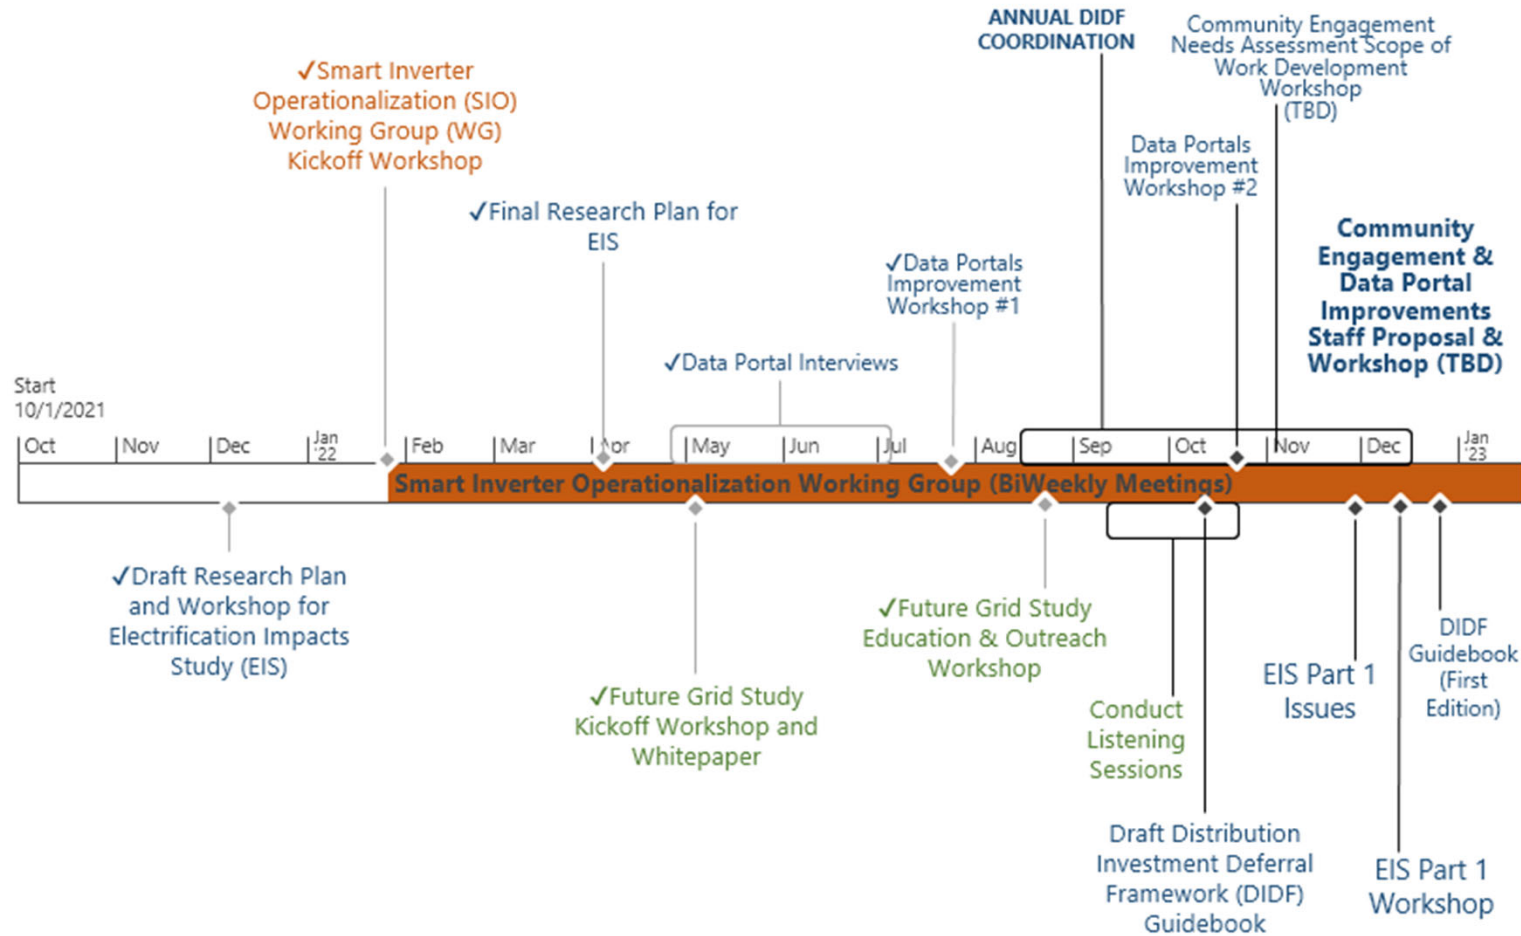 ANNUAL DIDF
COORDINATION
Community Engagement
Needs Assessment Scope of
Work Development
Workshop
(TBD)
✓Smart Inverter
Operationalization (SIO)
Working Group (WG)
Kickoff Workshop
Data Portals
Improvement
Workshop #2
✓Final Research Plan for
EIS
Community
Engagement &
Data Portal
Improvements
Staff Proposal &
Workshop (TBD)
✓Data Portals
Improvement
Workshop #1
✓Data Portal Interviews
Start
10/1/2021
Oct
Nov
Dec
Jan
'22
Feb
Mar
Apr
May
Jun
Jul
Aug
Sep
Oct
Nov
Dec
Jan
'23
Smart Inverter Operationalization Working Group (BiWeekly Meetings)
✓Draft Research Plan
and Workshop for
Electrification Impacts
Study (EIS)
✓Future Grid Study
Kickoff Workshop and
Whitepaper
✓Future Grid Study
Education & Outreach
Workshop
Conduct
Listening
Sessions
Draft Distribution
Investment Deferral
Framework (DIDF)
Guidebook
EIS Part 1
Issues
EIS Part 1
Workshop
DIDF
Guidebook
(First
Edition)